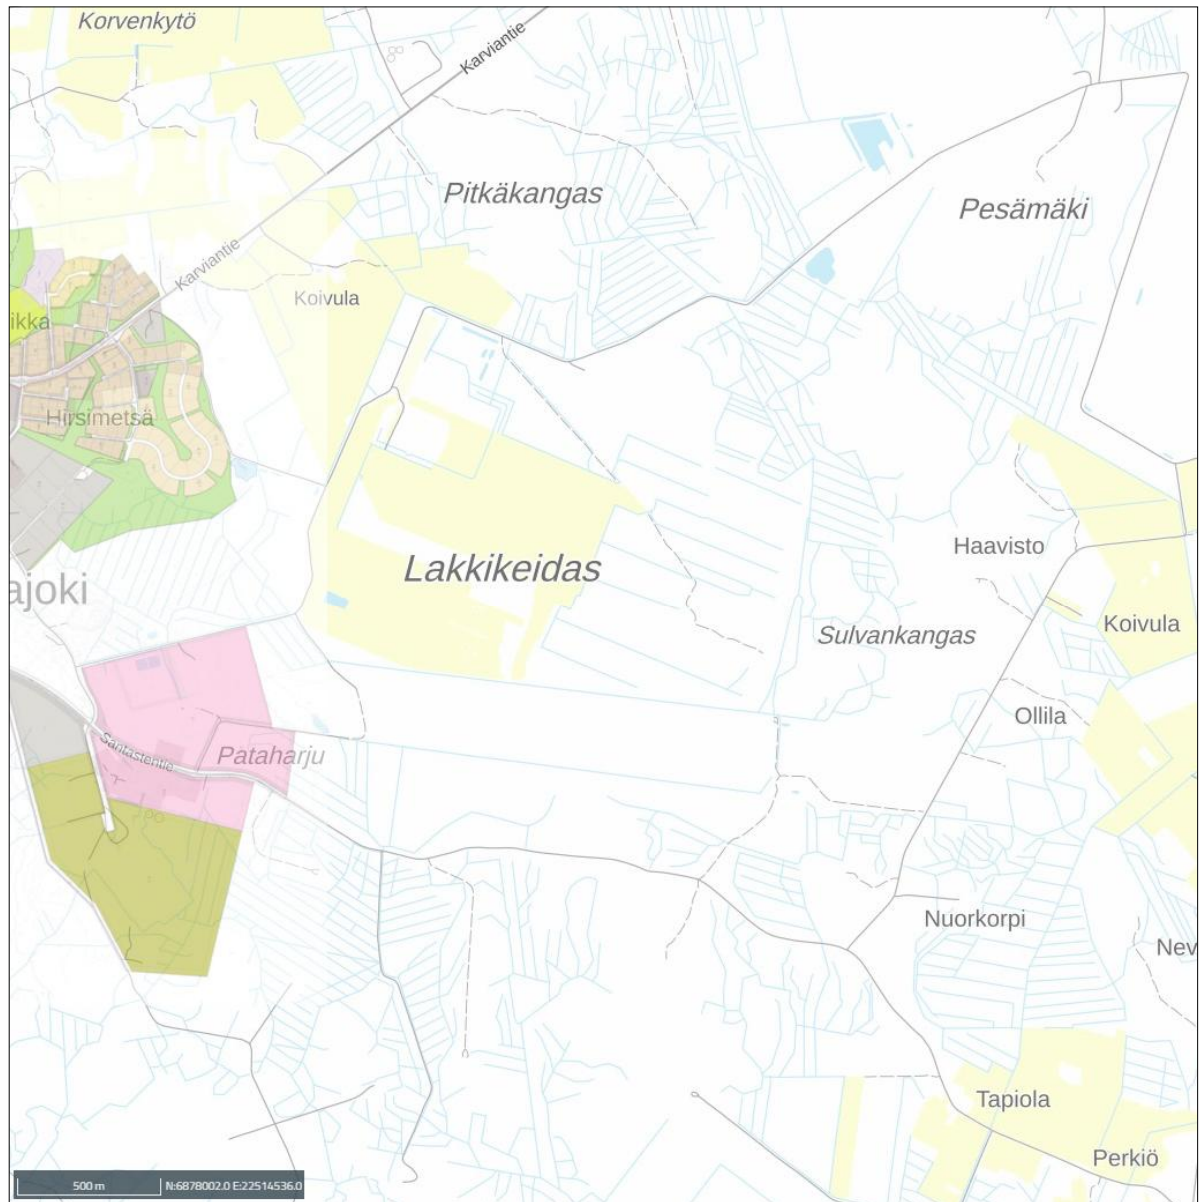 Korvenkytö
Karviantie
Pitkäkangas
Pesämäki
Karviantie
Koivula
ikka
Hirsimetsä
Haavisto
Lakkikeidas
ajoki
Koivula
Sulvankangas
Ollila
Santastentie
Pataharju
Nuorkorpi
Nev
Tapiola
Perkiö
500 m
N:6878002.0 E:22514536.0